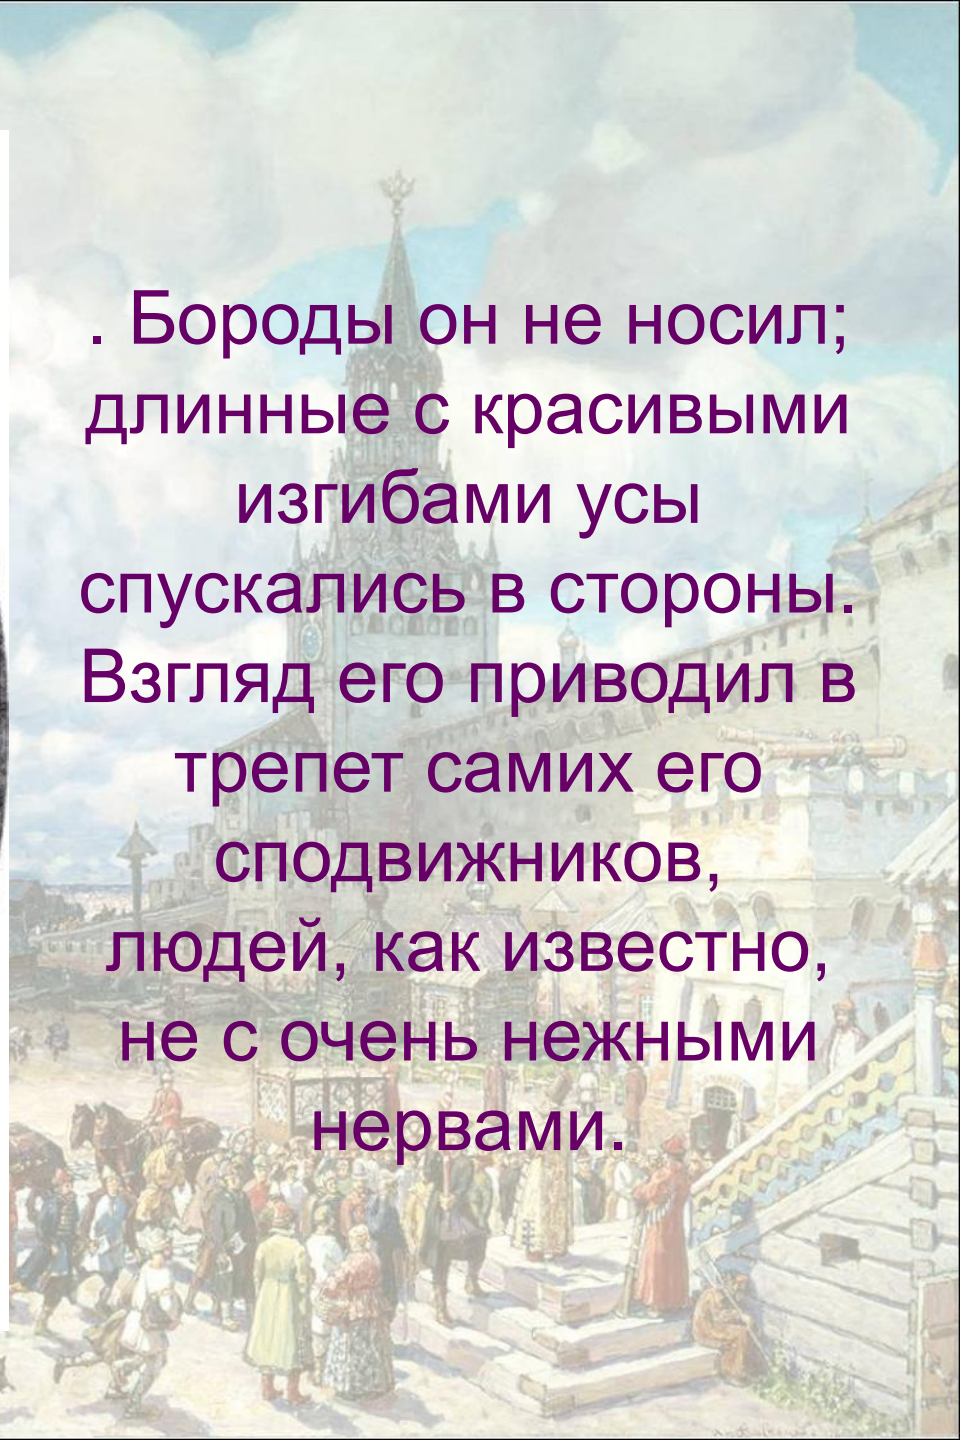 . Бороды он не носил;
длинные с красивыми
изгибами усы
спускались в стороны.
Взгляд его приводил в
трепет самих его
сподвижников,
людей, как известно,
не с очень нежными
нервами.